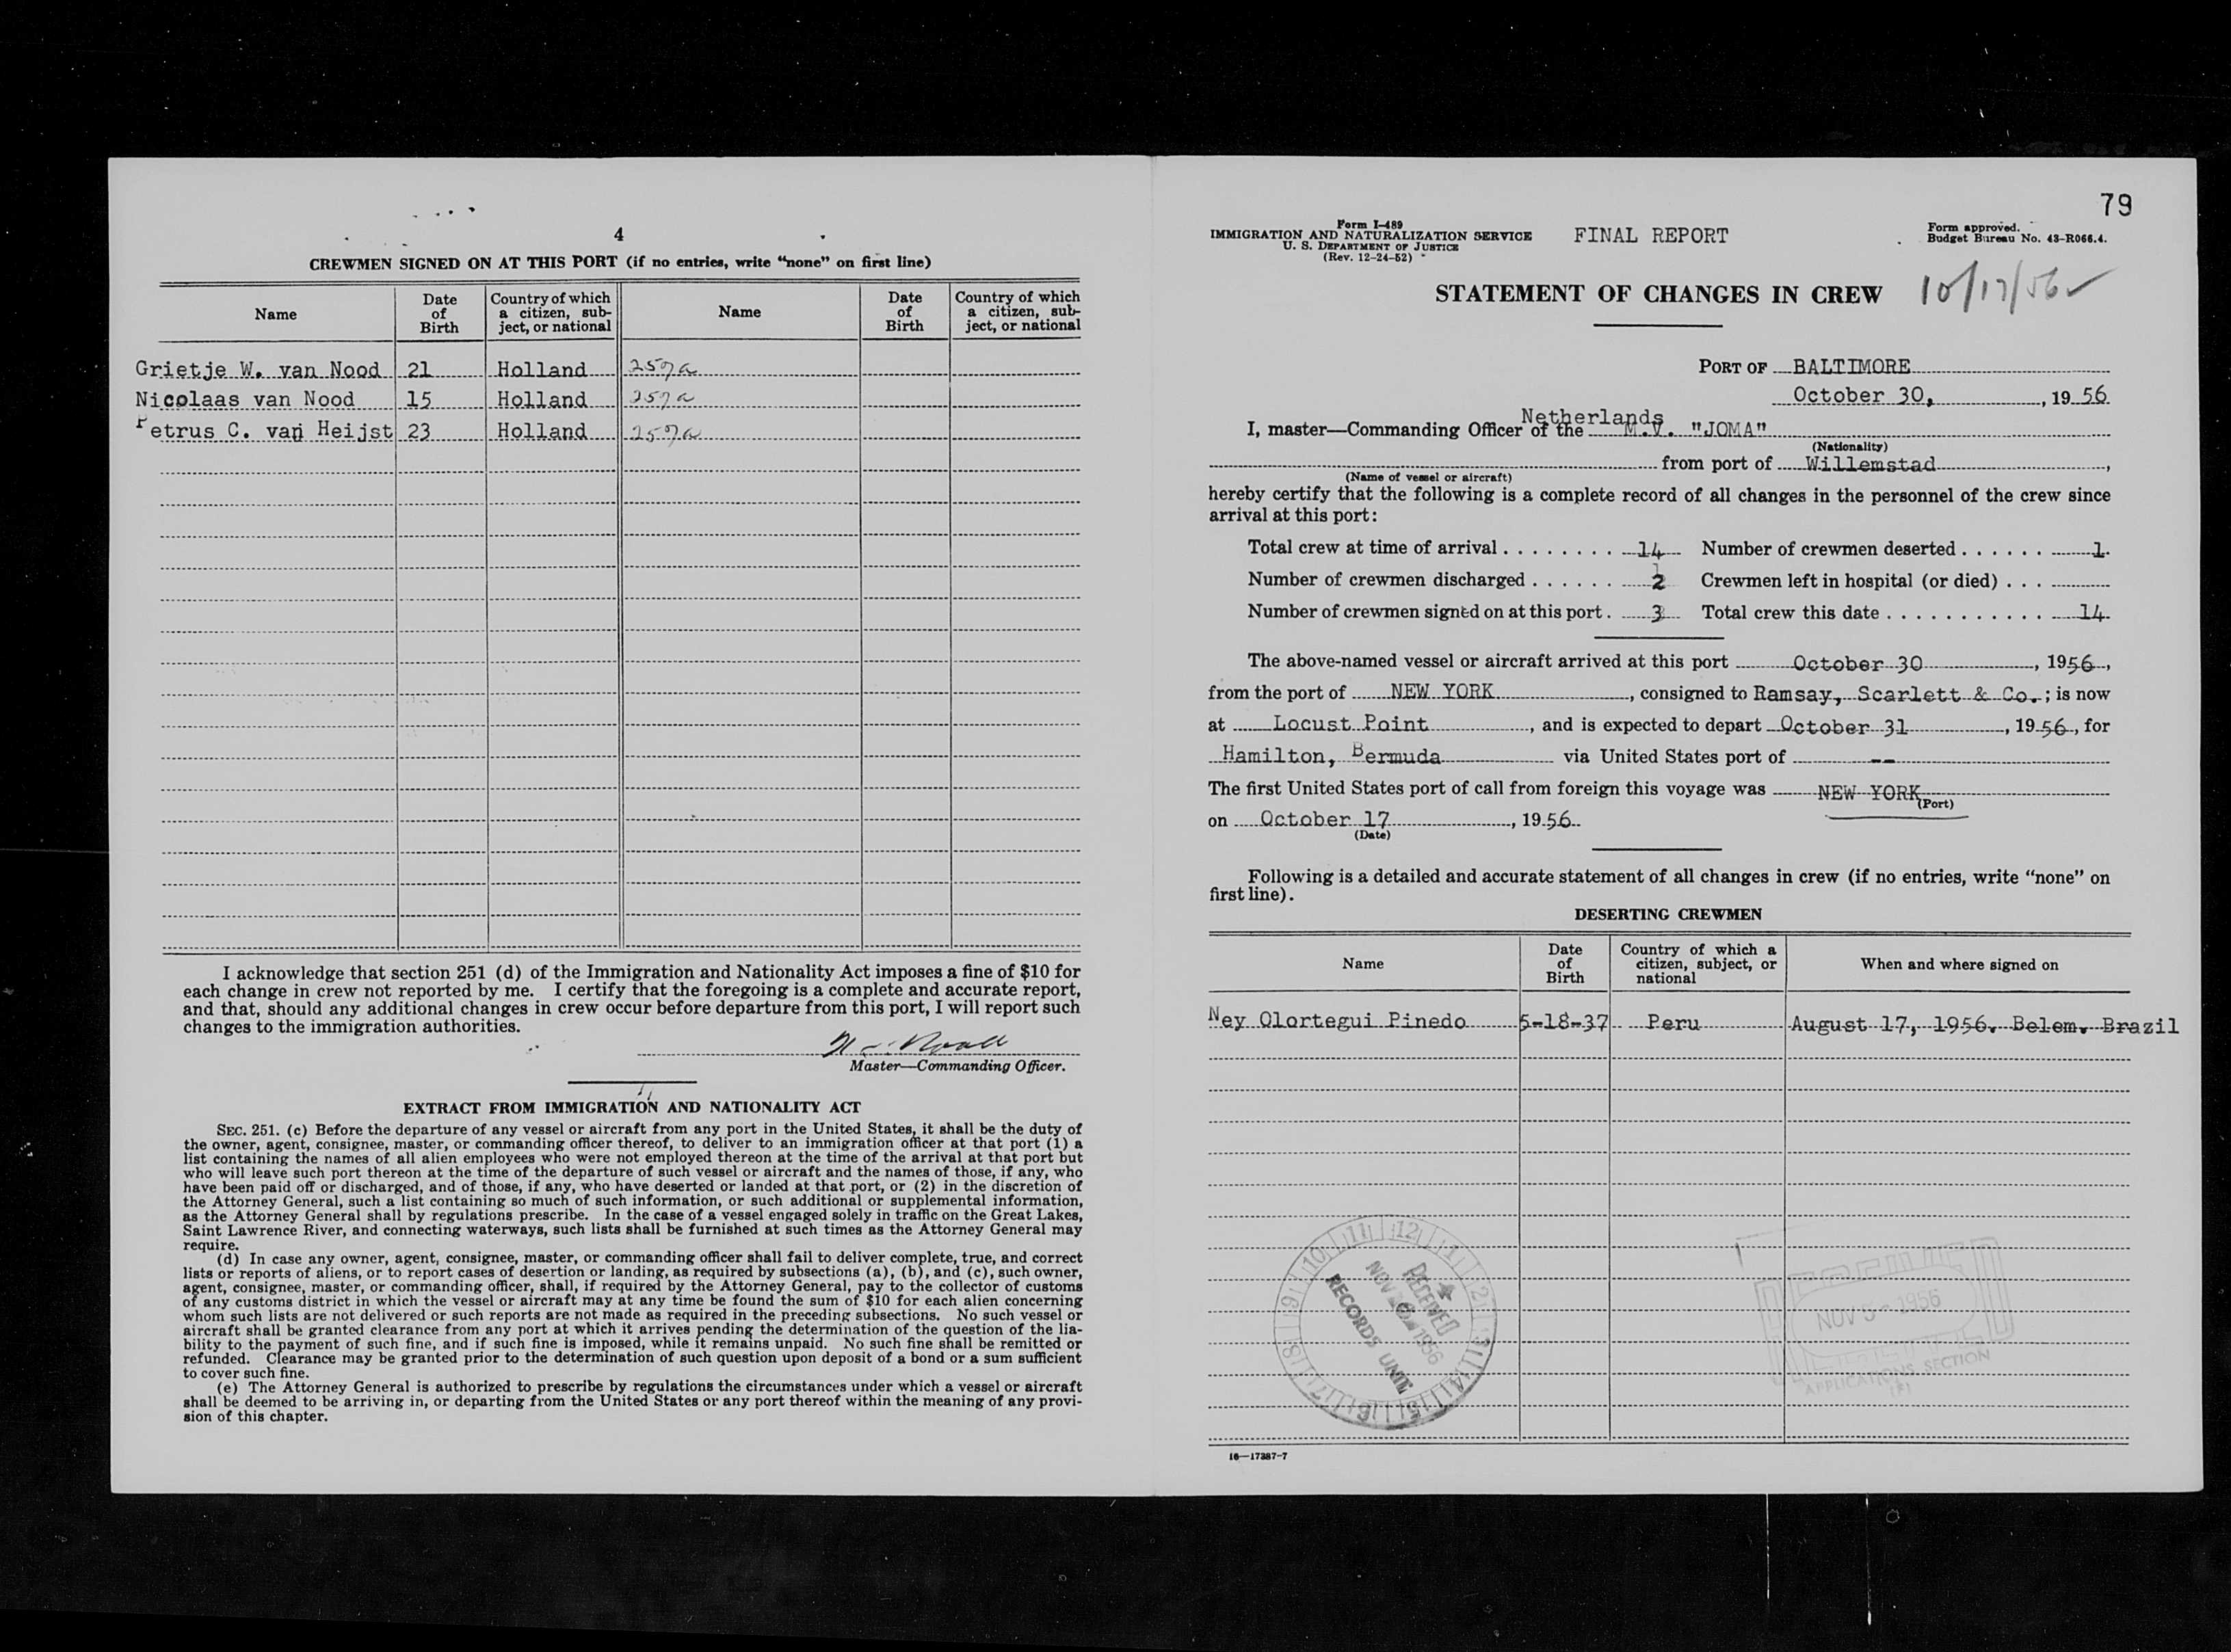 4
CREWMEN SIGNED ON AT THIS PORT (if no entries, write "none" on first line)
Name Date of Birth Country of which a citizen, subject, or national Name Date of Birth Country of which a citizen, subject, or national
Grietje W. van Nood 21 Holland 257a
Nicolaas van Nood 15 Holland 257a
Petrus C. van Heijst 23 Holland 257a
I acknowledge that section 251 (d) of the Immigration and Nationality Act imposes a fine of $10 for
each change in crew not reported by me. I certify that the foregoing is a complete and accurate report,
and that, should any additional changes in crew occur before departure from this port, I will report such
changes to the immigration authorities.
Master—Commanding Officer.
EXTRACT FROM IMMIGRATION AND NATIONALITY ACT
SEC. 251. (c) Before the departure of any vessel or aircraft from any port in the United States, it shall be the duty of
the owner, agent, consignee, master, or commanding officer thereof, to deliver to an immigration officer at that port (1) a
list containing the names of all alien employees who were not employed thereon at the time of the arrival at that port but
who will leave such port thereon at the time of the departure of such vessel or aircraft and the names of those, if any, who
have been paid off or discharged, and of those, if any, who have deserted or landed at that port, or (2) in the discretion of
the Attorney General, such a list containing so much of such information, or such additional or supplemental information,
as the Attorney General shall by regulations prescribe. In the case of a vessel engaged solely in traffic on the Great Lakes,
Saint Lawrence River, and connecting waterways, such lists shall be furnished at such times as the Attorney General may
require.
(d) In case any owner, agent, consignee, master, or commanding officer shall fail to deliver complete, true, and correct
lists or reports of aliens, or to report cases of desertion or landing, as required by subsections (a), (b), and (c), such owner,
agent, consignee, master, or commanding officer, shall, if required by the Attorney General, pay to the collector of customs
of any customs district in which the vessel or aircraft may at any time be found the sum of $10 for each alien concerning
whom such lists are not delivered or such reports are not made as required in the preceding subsections. No such vessel or
aircraft shall be granted clearance from any port at which it arrives pending the determination of the question of the lia-
bility to the payment of such fine, and if such fine is imposed, while it remains unpaid. No such fine shall be remitted or
refunded. Clearance may be granted prior to the determination of such question upon deposit of a bond or a sum sufficient
to cover such fine.
(e) The Attorney General is authorized to prescribe by regulations the circumstances under which a vessel or aircraft
shall be deemed to be arriving in, or departing from the United States or any port thereof within the meaning of any provi-
sion of this chapter.
79
Form I-489
IMMIGRATION AND NATURALIZATION SERVICE
U. S. DEPARTMENT OF JUSTICE
(Rev. 12-24-52)
FINAL REPORT
Form approved.
Budget Bureau No. 43-R066.4.
STATEMENT OF CHANGES IN CREW
10/17/56
PORT OF BALTIMORE
October 30, , 1956
I, master—Commanding Officer of the Netherlands M.V. "JOMA"
(Nationality)
from port of Willemstad ,
(Name of vessel or aircraft)
hereby certify that the following is a complete record of all changes in the personnel of the crew since
arrival at this port:
Total crew at time of arrival . . . . . . . . 14 Number of crewmen deserted . . . . . . 1
Number of crewmen discharged . . . . . . 2 Crewmen left in hospital (or died) . . .
Number of crewmen signed on at this port . 3 Total crew this date . . . . . . . . . . . 14
The above-named vessel or aircraft arrived at this port October 30 , 1956 ,
from the port of NEW YORK , consigned to Ramsay, Scarlett & Co. ; is now
at Locust Point , and is expected to depart October 31 , 1956 , for
Hamilton, Bermuda via United States port of --
The first United States port of call from foreign this voyage was NEW YORK
(Port)
on October 17 , 1956
(Date)
Following is a detailed and accurate statement of all changes in crew (if no entries, write "none" on
first line).
DESERTING CREWMEN
Name Date of Birth Country of which a citizen, subject, or national When and where signed on
Ney Olortegui Pinedo 5-18-37 Peru August 17, 1956. Belem. Brazil
RECEIVED
NOV 1956
RECORDS UNIT
NOV 5 - 1956
APPLICATIONS SECTION
(F)
16—17387-7